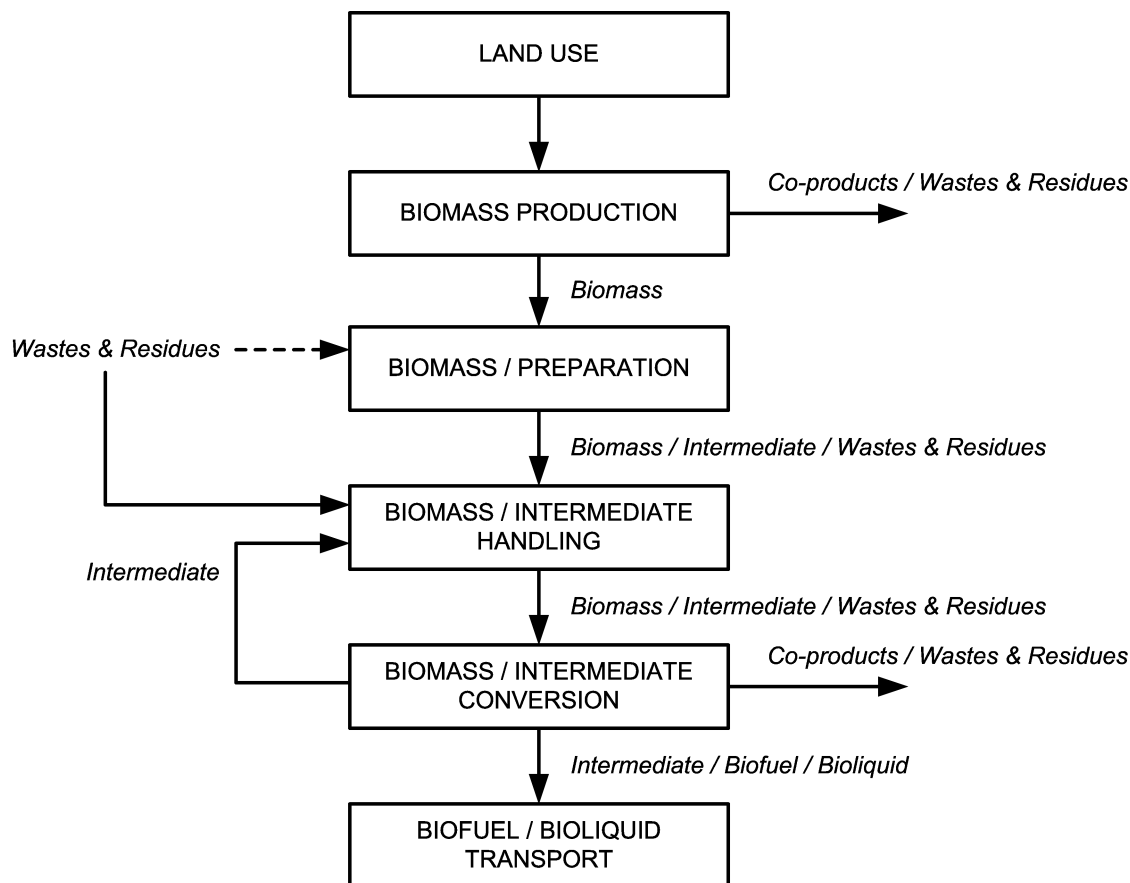 LAND USE
Co-products / Wastes & Residues
BIOMASS PRODUCTION
Biomass
Wastes & Residues
BIOMASS / PREPARATION
Biomass / Intermediate / Wastes & Residues
BIOMASS / INTERMEDIATE
HANDLING
Intermediate
Biomass / Intermediate / Wastes & Residues
Co-products / Wastes & Residues
BIOMASS / INTERMEDIATE
CONVERSION
Intermediate / Biofuel / Bioliquid
BIOFUEL / BIOLIQUID
TRANSPORT